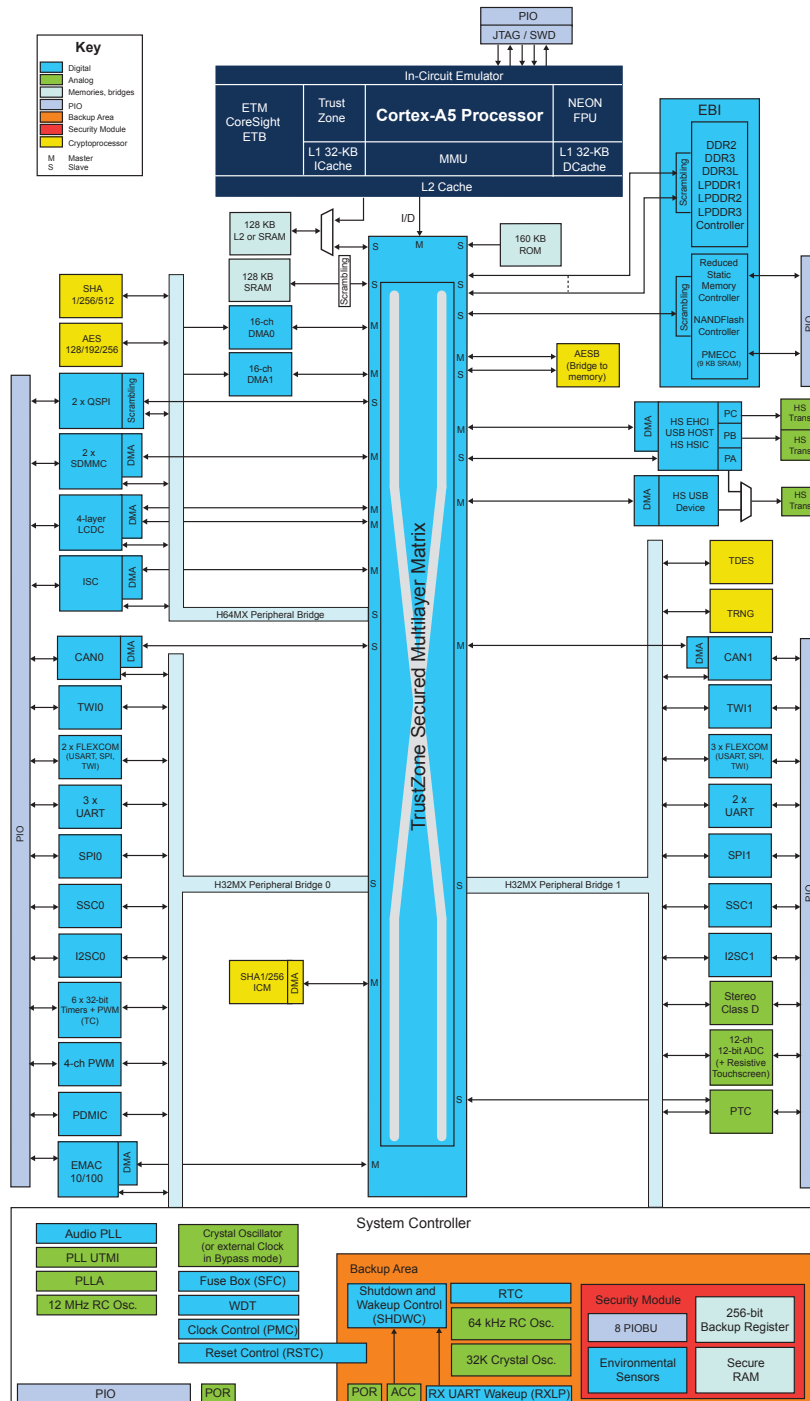 PIO
JTAG / SWD
Key
Digital
Analog
Memories, bridges
PIO
Backup Area
Security Module
Cryptoprocessor
M Master
S Slave
In-Circuit Emulator
ETM
CoreSight
ETB
Trust
Zone
Cortex-A5 Processor
NEON
FPU
L1 32-KB
ICache
MMU
L1 32-KB
DCache
L2 Cache
I/D
EBI
Scrambling
DDR2
DDR3
DDR3L
LPDDR1
LPDDR2
LPDDR3
Controller
Scrambling
Reduced
Static
Memory
Controller
NANDFlash
Controller
PMECC
(9 KB SRAM)
PIO
128 KB
L2 or SRAM
128 KB
SRAM
Scrambling
160 KB
ROM
S
M
S
S
S
S
S
M
M
M
S
S
M
M
S
M
M
M
M
M
S
S
M
S
S
M
S
M
TrustZone Secured Multilayer Matrix
SHA
1/256/512
AES
128/192/256
16-ch
DMA0
16-ch
DMA1
AESB
(Bridge to
memory)
PIO
2 x QSPI
Scrambling
2 x
SDMMC
DMA
4-layer
LCDC
DMA
ISC
DMA
H64MX Peripheral Bridge
DMA
HS EHCI
USB HOST
HS HSIC
PC
PB
PA
HS
Trans
HS
Trans
DMA
HS USB
Device
HS
Trans
CAN0
DMA
TWI0
2 x FLEXCOM
(USART, SPI,
TWI)
3 x
UART
SPI0
SSC0
I2SC0
6 x 32-bit
Timers + PWM
(TC)
4-ch PWM
PDMIC
EMAC
10/100
DMA
H32MX Peripheral Bridge 0
SHA1/256
ICM
DMA
H32MX Peripheral Bridge 1
TDES
TRNG
DMA
CAN1
TWI1
3 x FLEXCOM
(USART, SPI,
TWI)
2 x
UART
SPI1
SSC1
I2SC1
Stereo
Class D
12-ch
12-bit ADC
(+ Resistive
Touchscreen)
PTC
PIO
System Controller
Audio PLL
PLL UTMI
PLLA
12 MHz RC Osc.
Crystal Oscillator
(or external Clock
in Bypass mode)
Fuse Box (SFC)
WDT
Clock Control (PMC)
Reset Control (RSTC)
PIO
POR
Backup Area
Shutdown and
Wakeup Control
(SHDWC)
RTC
64 kHz RC Osc.
32K Crystal Osc.
POR
ACC
RX UART Wakeup (RXLP)
Security Module
8 PIOBU
256-bit
Backup Register
Environmental
Sensors
Secure
RAM